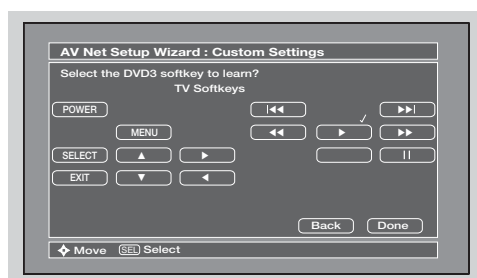 AV Net Setup Wizard : Custom Settings
Select the DVD3 softkey to learn?
TV Softkeys
POWER
MENU
SELECT
EXIT
Back Done
Move SEL Select